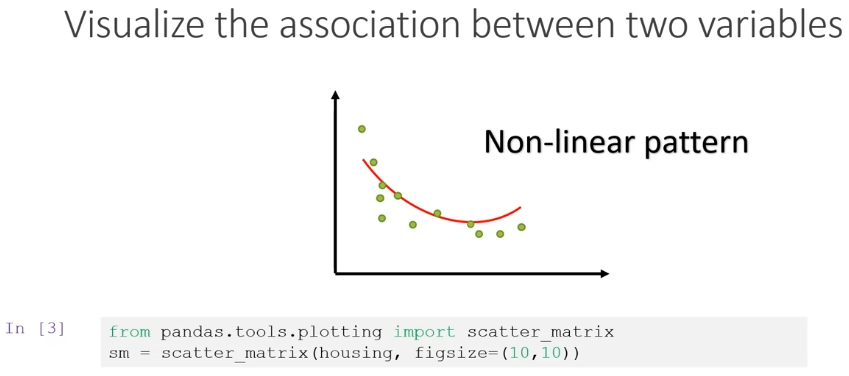 Visualize the association between two variables
Non-linear pattern
In [3]
from pandas.tools.plotting import scatter_matrix
sm = scatter_matrix(housing, figsize=(10,10))